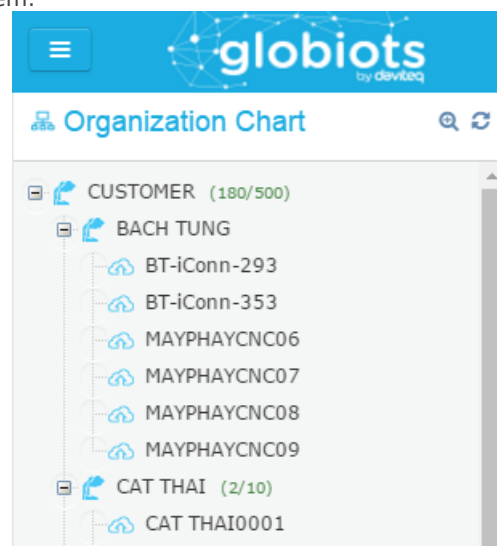 em:
globiots
by daviteq
Organization Chart
CUSTOMER (180/500)
BACH TUNG
BT-iConn-293
BT-iConn-353
MAYPHAYCNC06
MAYPHAYCNC07
MAYPHAYCNC08
MAYPHAYCNC09
CAT THAI (2/10)
CAT THAI0001